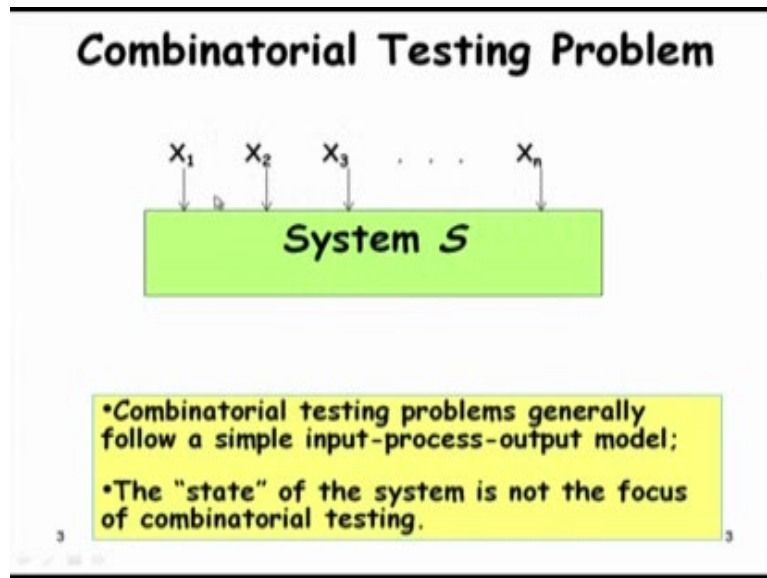 Combinatorial Testing Problem
X₁ X₂ X₃ . . . Xₙ
System S
•Combinatorial testing problems generally
follow a simple input-process-output model;
•The "state" of the system is not the focus
of combinatorial testing.
3 3